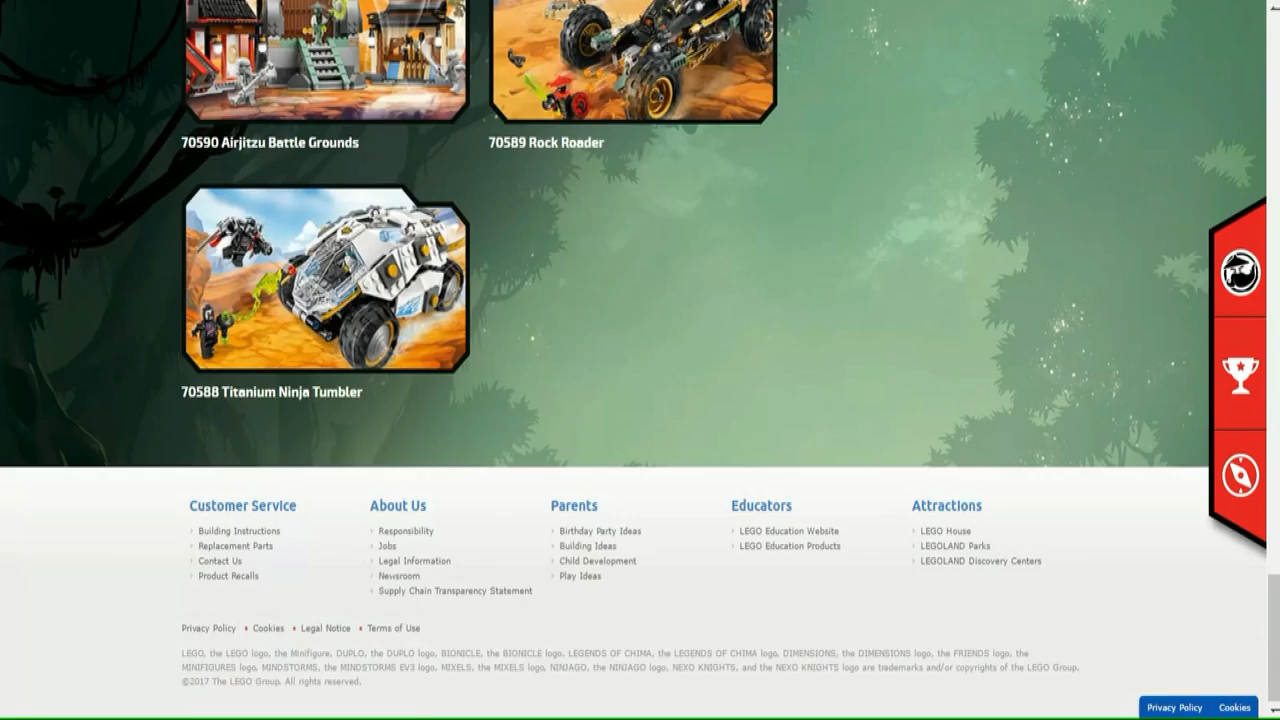 70590 Airjitzu Battle Grounds
70589 Rock Roader
70588 Titanium Ninja Tumbler
Customer Service
Building Instructions
Replacement Parts
Contact Us
Product Recalls
About Us
Responsibility
Jobs
Legal Information
Newsroom
Supply Chain Transparency Statement
Parents
Birthday Party Ideas
Building Ideas
Child Development
Play Ideas
Educators
LEGO Education Website
LEGO Education Products
Attractions
LEGO House
LEGOLAND Parks
LEGOLAND Discovery Centers
Privacy Policy ▪ Cookies ▪ Legal Notice ▪ Terms of Use
LEGO, the LEGO logo, the Minifigure, DUPLO, the DUPLO logo, BIONICLE, the BIONICLE logo, LEGENDS OF CHIMA, the LEGENDS OF CHIMA logo, DIMENSIONS, the DIMENSIONS logo, the FRIENDS logo, the
MINIFIGURES logo, MINDSTORMS, the MINDSTORMS EV3 logo, MIXELS, the MIXELS logo, NINJAGO, the NINJAGO logo, NEXO KNIGHTS, and the NEXO KNIGHTS logo are trademarks and/or copyrights of the LEGO Group.
©2017 The LEGO Group. All rights reserved.
Privacy Policy Cookies